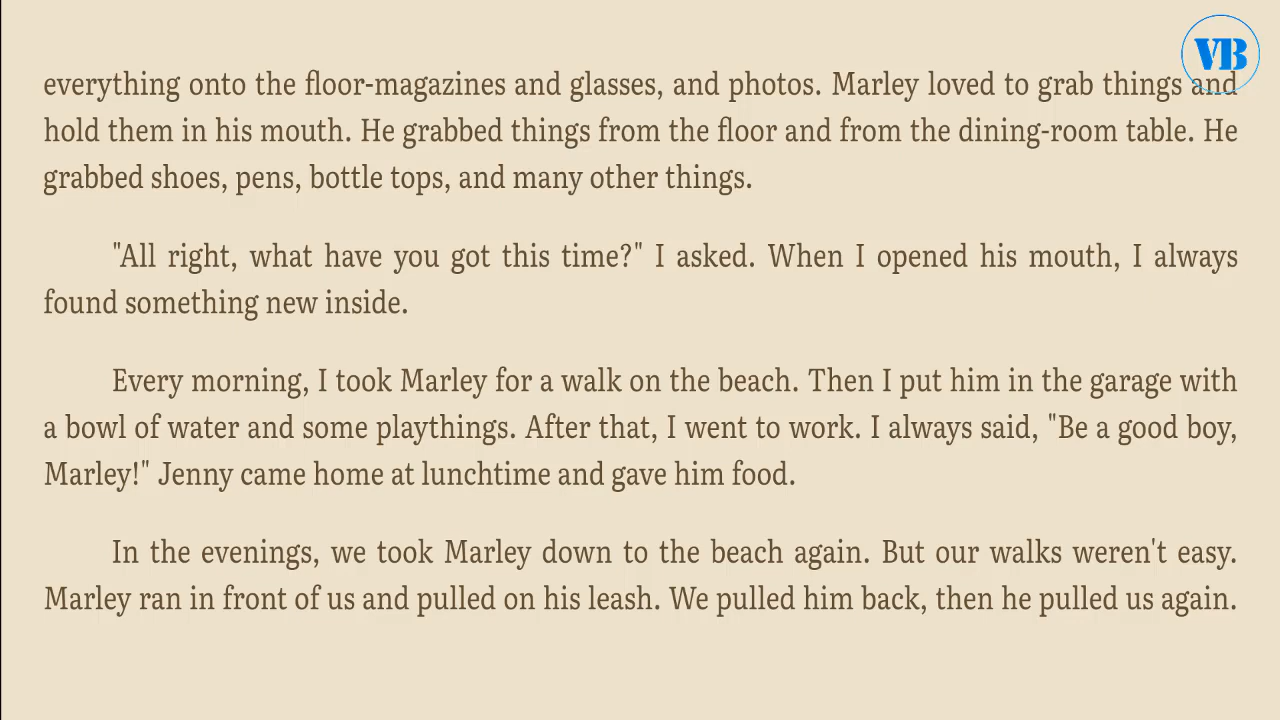 VB
everything onto the floor-magazines and glasses, and photos. Marley loved to grab things and
hold them in his mouth. He grabbed things from the floor and from the dining-room table. He
grabbed shoes, pens, bottle tops, and many other things.
"All right, what have you got this time?" I asked. When I opened his mouth, I always
found something new inside.
Every morning, I took Marley for a walk on the beach. Then I put him in the garage with
a bowl of water and some playthings. After that, I went to work. I always said, "Be a good boy,
Marley!" Jenny came home at lunchtime and gave him food.
In the evenings, we took Marley down to the beach again. But our walks weren't easy.
Marley ran in front of us and pulled on his leash. We pulled him back, then he pulled us again.